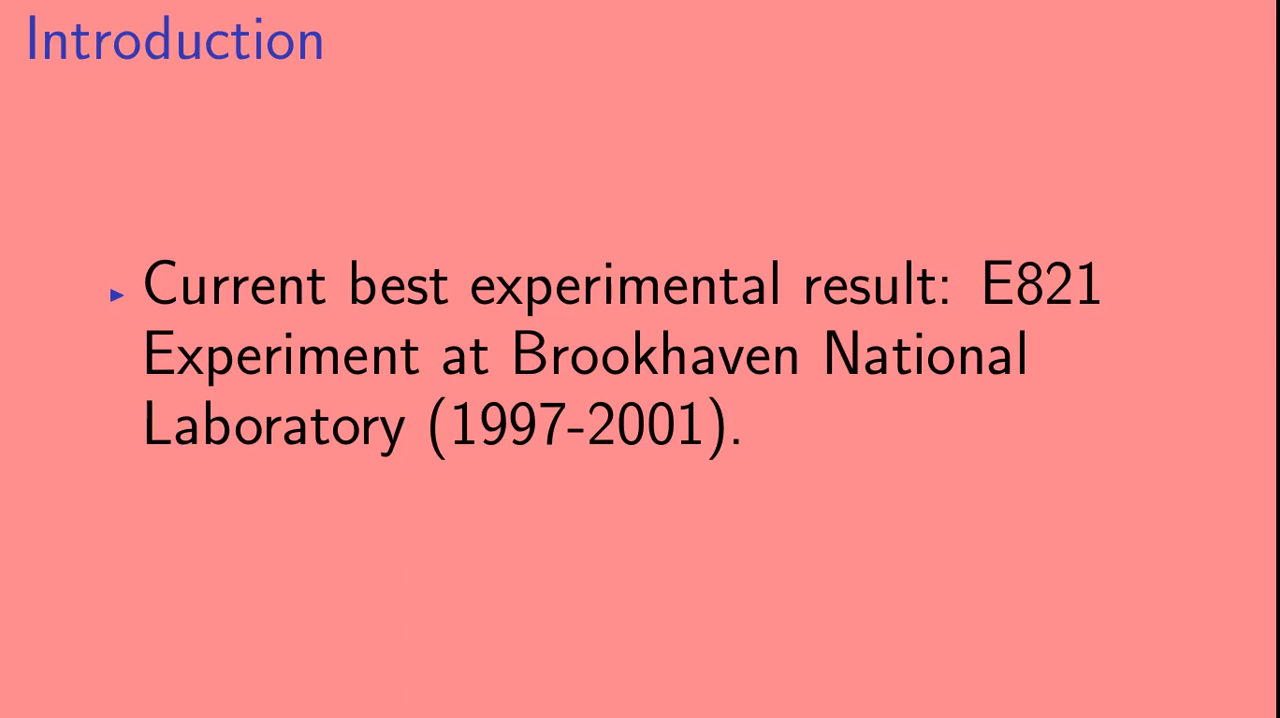 Introduction
Current best experimental result: E821
Experiment at Brookhaven National
Laboratory (1997-2001).